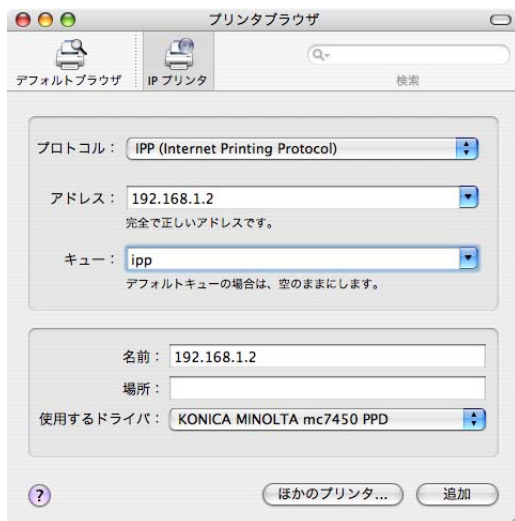 プリンタブラウザ
デフォルトブラウザ
IP プリンタ
検索
プロトコル： IPP (Internet Printing Protocol)
アドレス： 192.168.1.2
完全で正しいアドレスです。
キュー： ipp
デフォルトキューの場合は、空のままにします。
名前： 192.168.1.2
場所：
使用するドライバ： KONICA MINOLTA mc7450 PPD
?
ほかのプリンタ...
追加